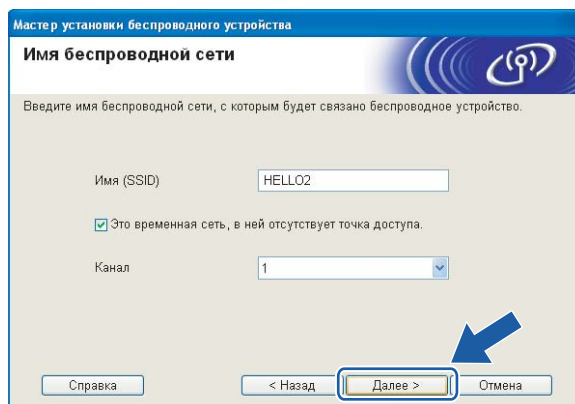 Мастер установки беспроводного устройства
Имя беспроводной сети
Введите имя беспроводной сети, с которым будет связано беспроводное устройство.
Имя (SSID) HELLO2
Это временная сеть, в ней отсутствует точка доступа.
Канал 1
Справка < Назад Далее > Отмена